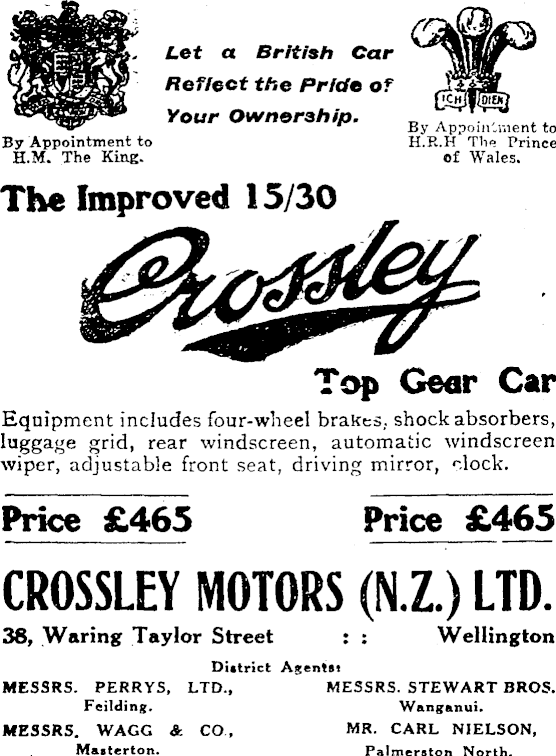 Let a British Car
Reflect the Pride of
Your Ownership.
ICH DIEN
By Appointment to
H.M. The King.
By Appointment to
H.R.H The Prince
of Wales.
The Improved 15/30
Crossley
Top Gear Car
Equipment includes four-wheel brakes, shock absorbers,
luggage grid, rear windscreen, automatic windscreen
wiper, adjustable front seat, driving mirror, clock.
Price £465 Price £465
CROSSLEY MOTORS (N.Z.) LTD.
38, Waring Taylor Street : : Wellington
District Agents:
MESSRS. PERRYS, LTD.,
Feilding.
MESSRS. STEWART BROS.
Wanganui.
MESSRS. WAGG & CO.,
Masterton.
MR. CARL NIELSON,
Palmerston North.